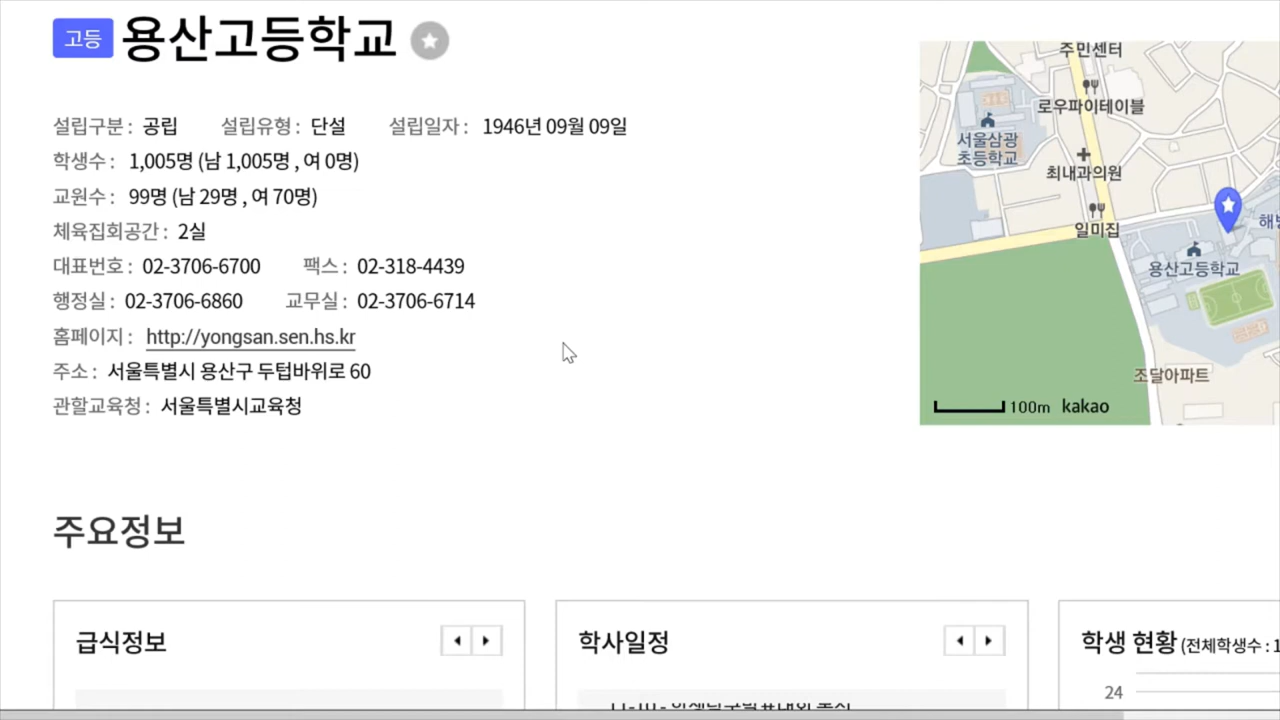 고등 용산고등학교
설립구분 : 공립 설립유형 : 단설 설립일자 : 1946년 09월 09일
학생수 : 1,005명 (남 1,005명 , 여 0명)
교원수 : 99명 (남 29명 , 여 70명)
체육집회공간 : 2실
대표번호 : 02-3706-6700 팩스 : 02-318-4439
행정실 : 02-3706-6860 교무실 : 02-3706-6714
홈페이지 : http://yongsan.sen.hs.kr
주소 : 서울특별시 용산구 두텁바위로 60
관할교육청 : 서울특별시교육청
주민센터
로우파이테이블
서울삼광
초등학교
최내과의원
일미집
해방
용산고등학교
조달아파트
100m kakao
주요정보
급식정보
학사일정
학생 현황 (전체학생수 : 1
24